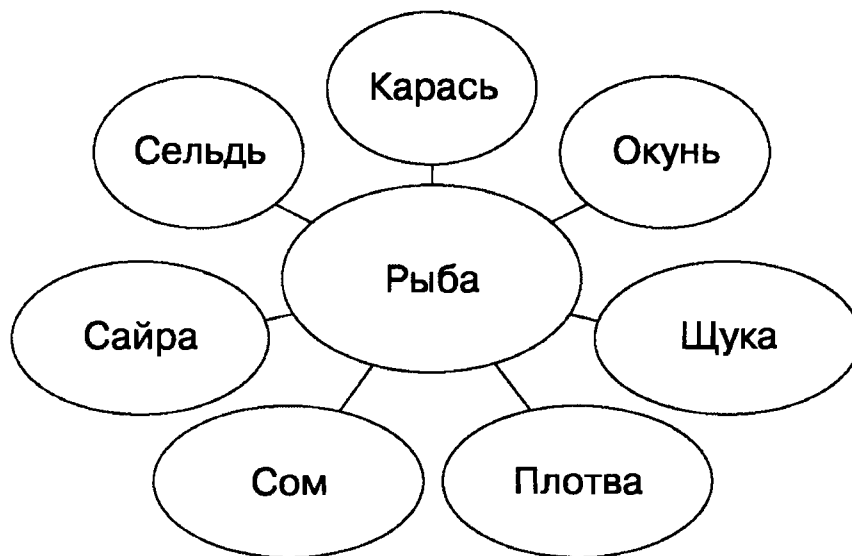 Карась
Сельдь
Окунь
Рыба
Сайра
Щука
Сом
Плотва